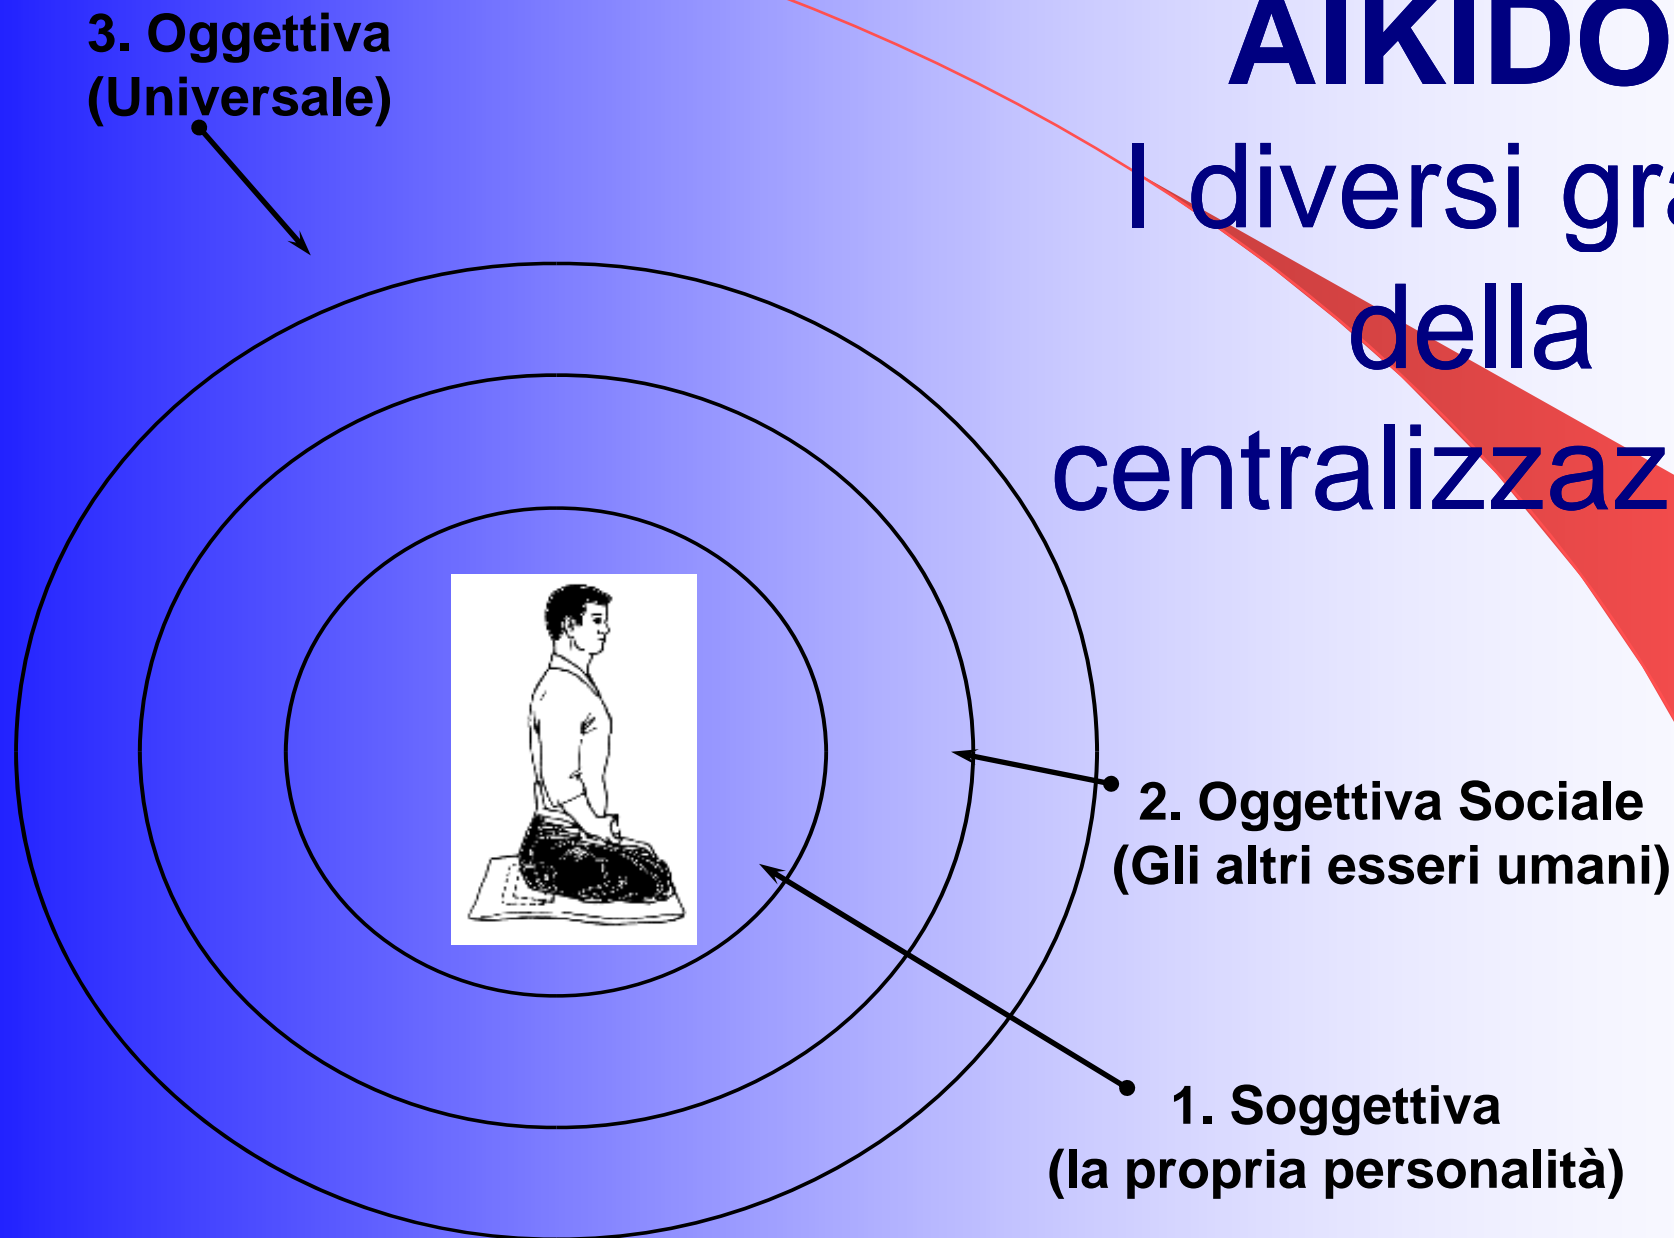 3. Oggettiva
(Universale)
AIKIDO
I diversi gra
della
centralizzaz
2. Oggettiva Sociale
(Gli altri esseri umani)
1. Soggettiva
(la propria personalità)